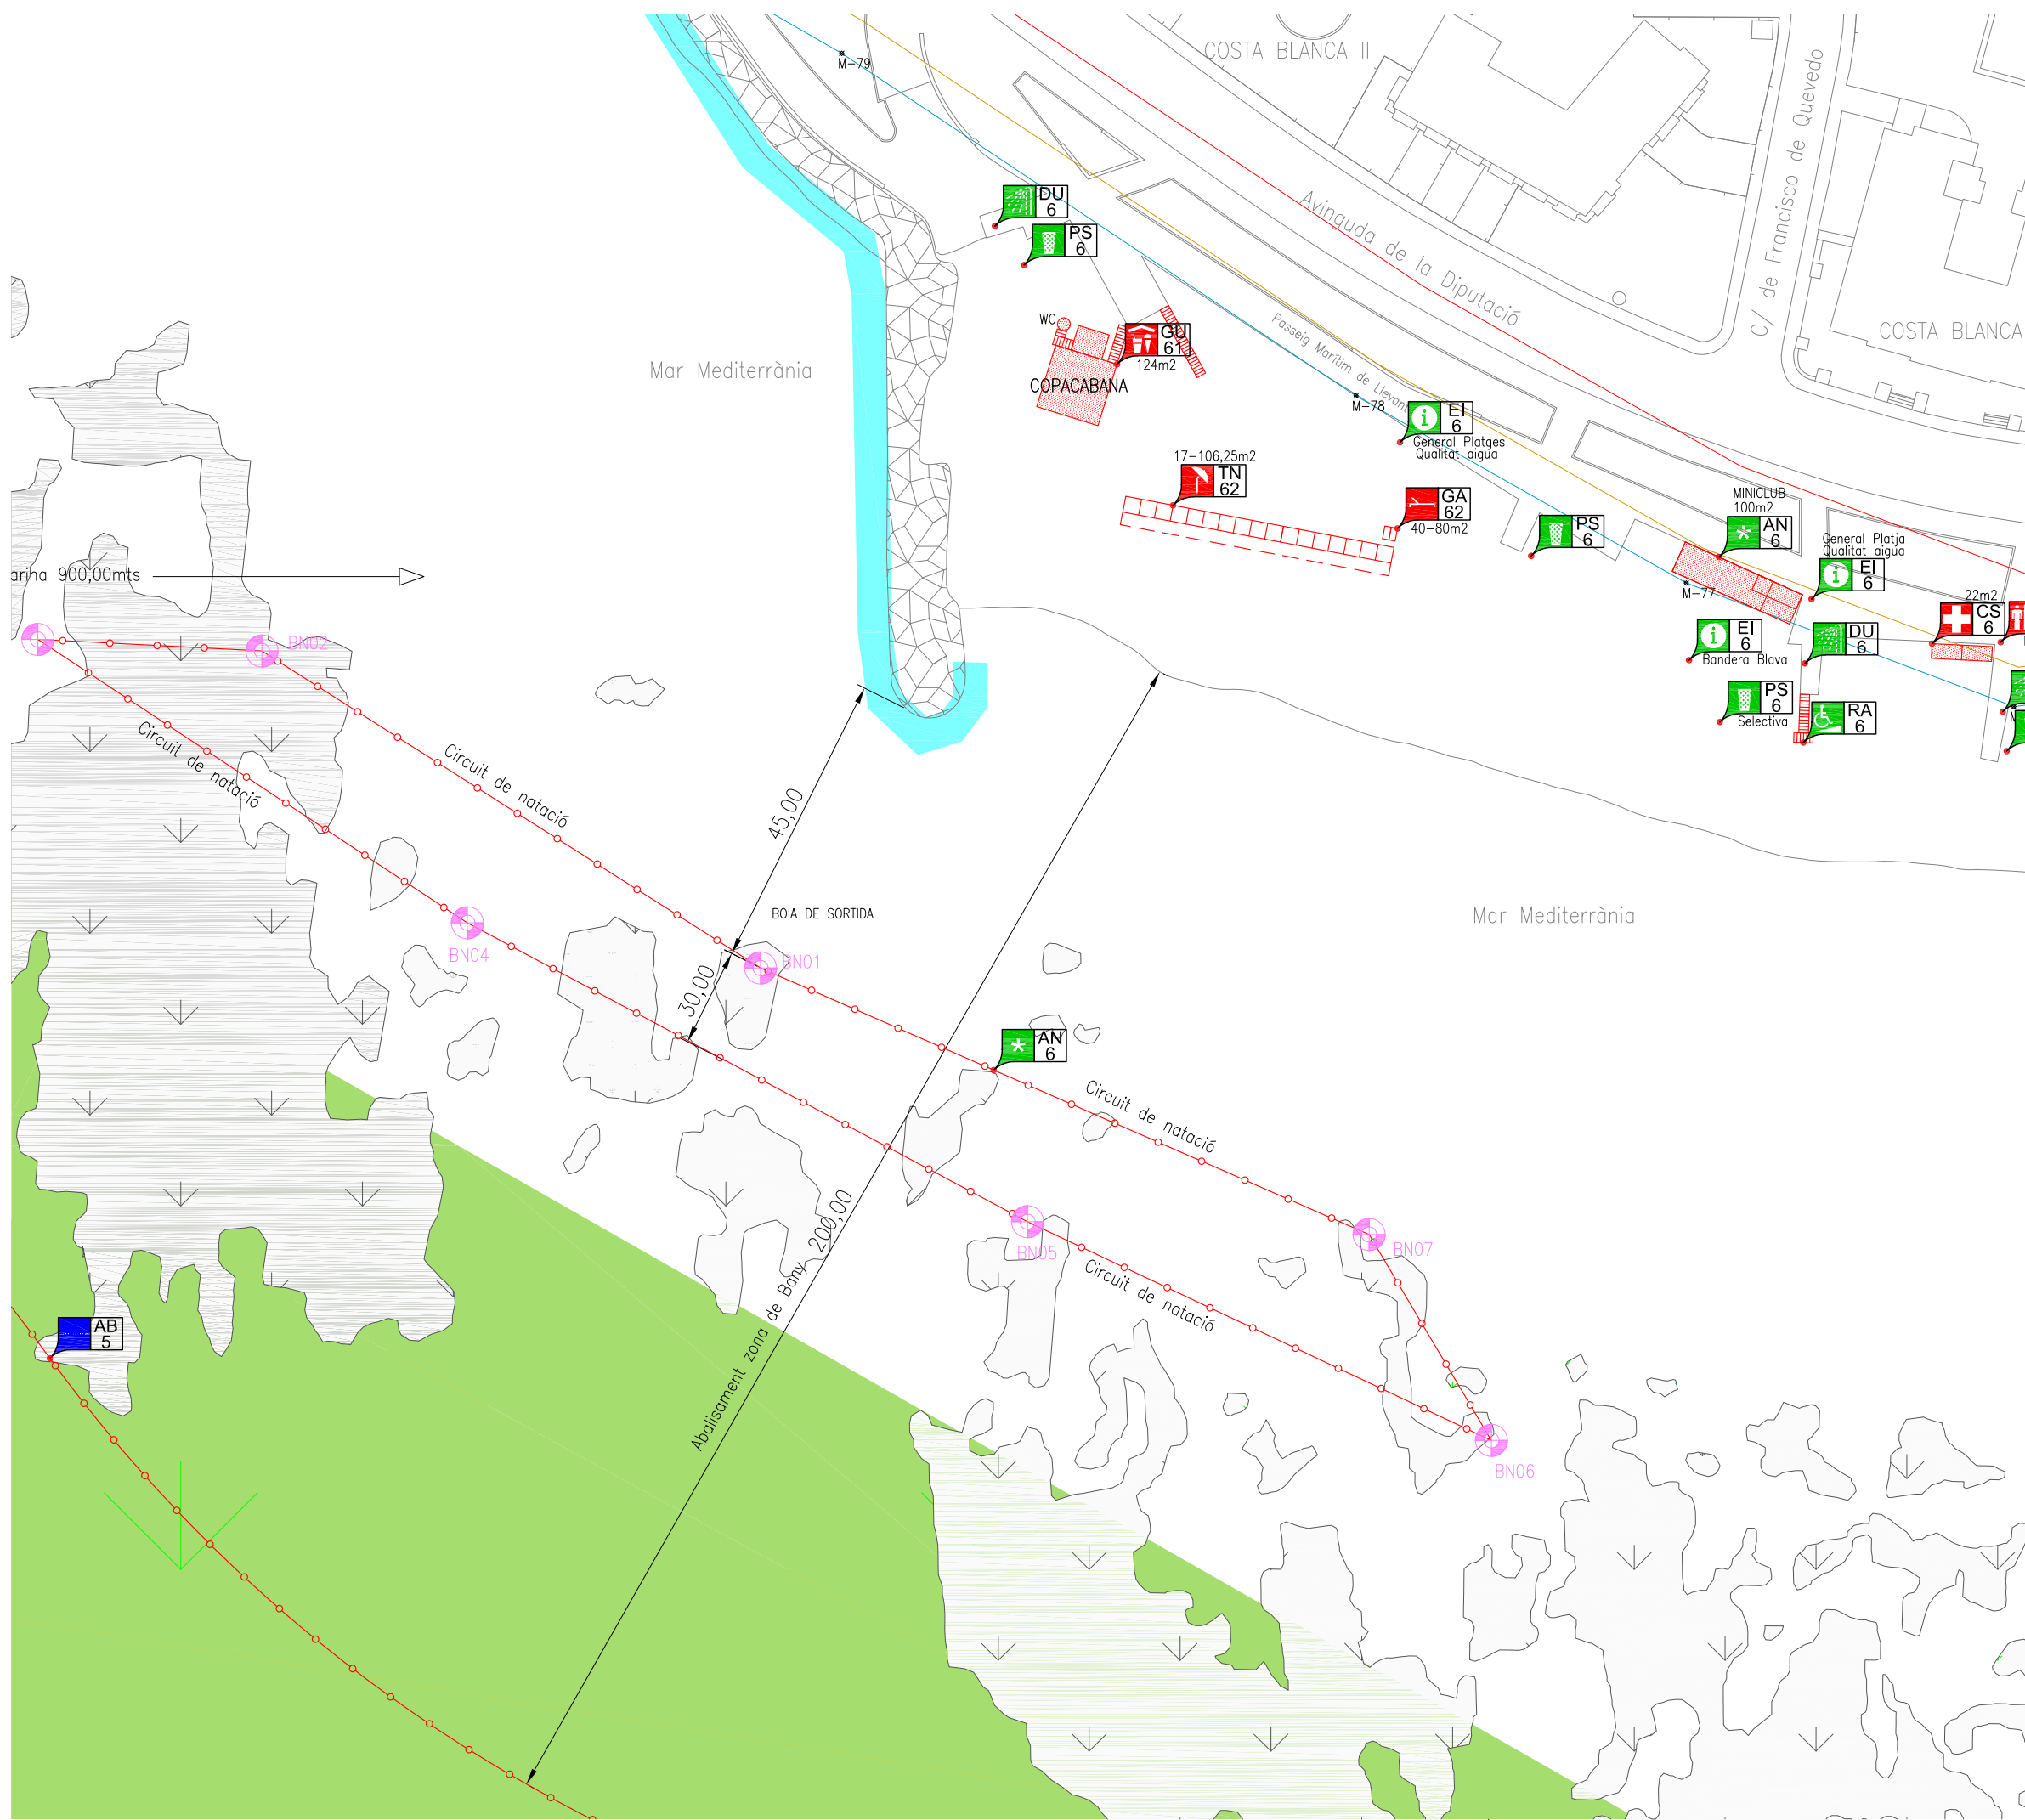 COSTA BLANCA II
M-79
C/ de Francisco de Quevedo
DU
6
PS
6
Avinguda de la Diputació
WC
GU
61
124m2
COPACABANA
Passeig Marítim de Llevant
COSTA BLANCA
Mar Mediterrània
M-78
EI
6
General Platges
Qualitat aigua
17-106,25m2
TN
62
GA
62
40-80m2
MINICLUB
100m2
AN
6
PS
6
General Platja
Qualitat aigua
EI
6
M-77
22m2
CS
6
EI
6
Bandera Blava
DU
6
PS
6
Selectiva
RA
6
arina 900,00mts
BN02
Circuit de natació
Circuit de natació
45,00
BOIA DE SORTIDA
Mar Mediterrània
BN04
BN01
30,00
AN
6
Circuit de natació
BN05
BN07
Circuit de natació
Abalisament zona de Bany 200,00
AB
5
BN06